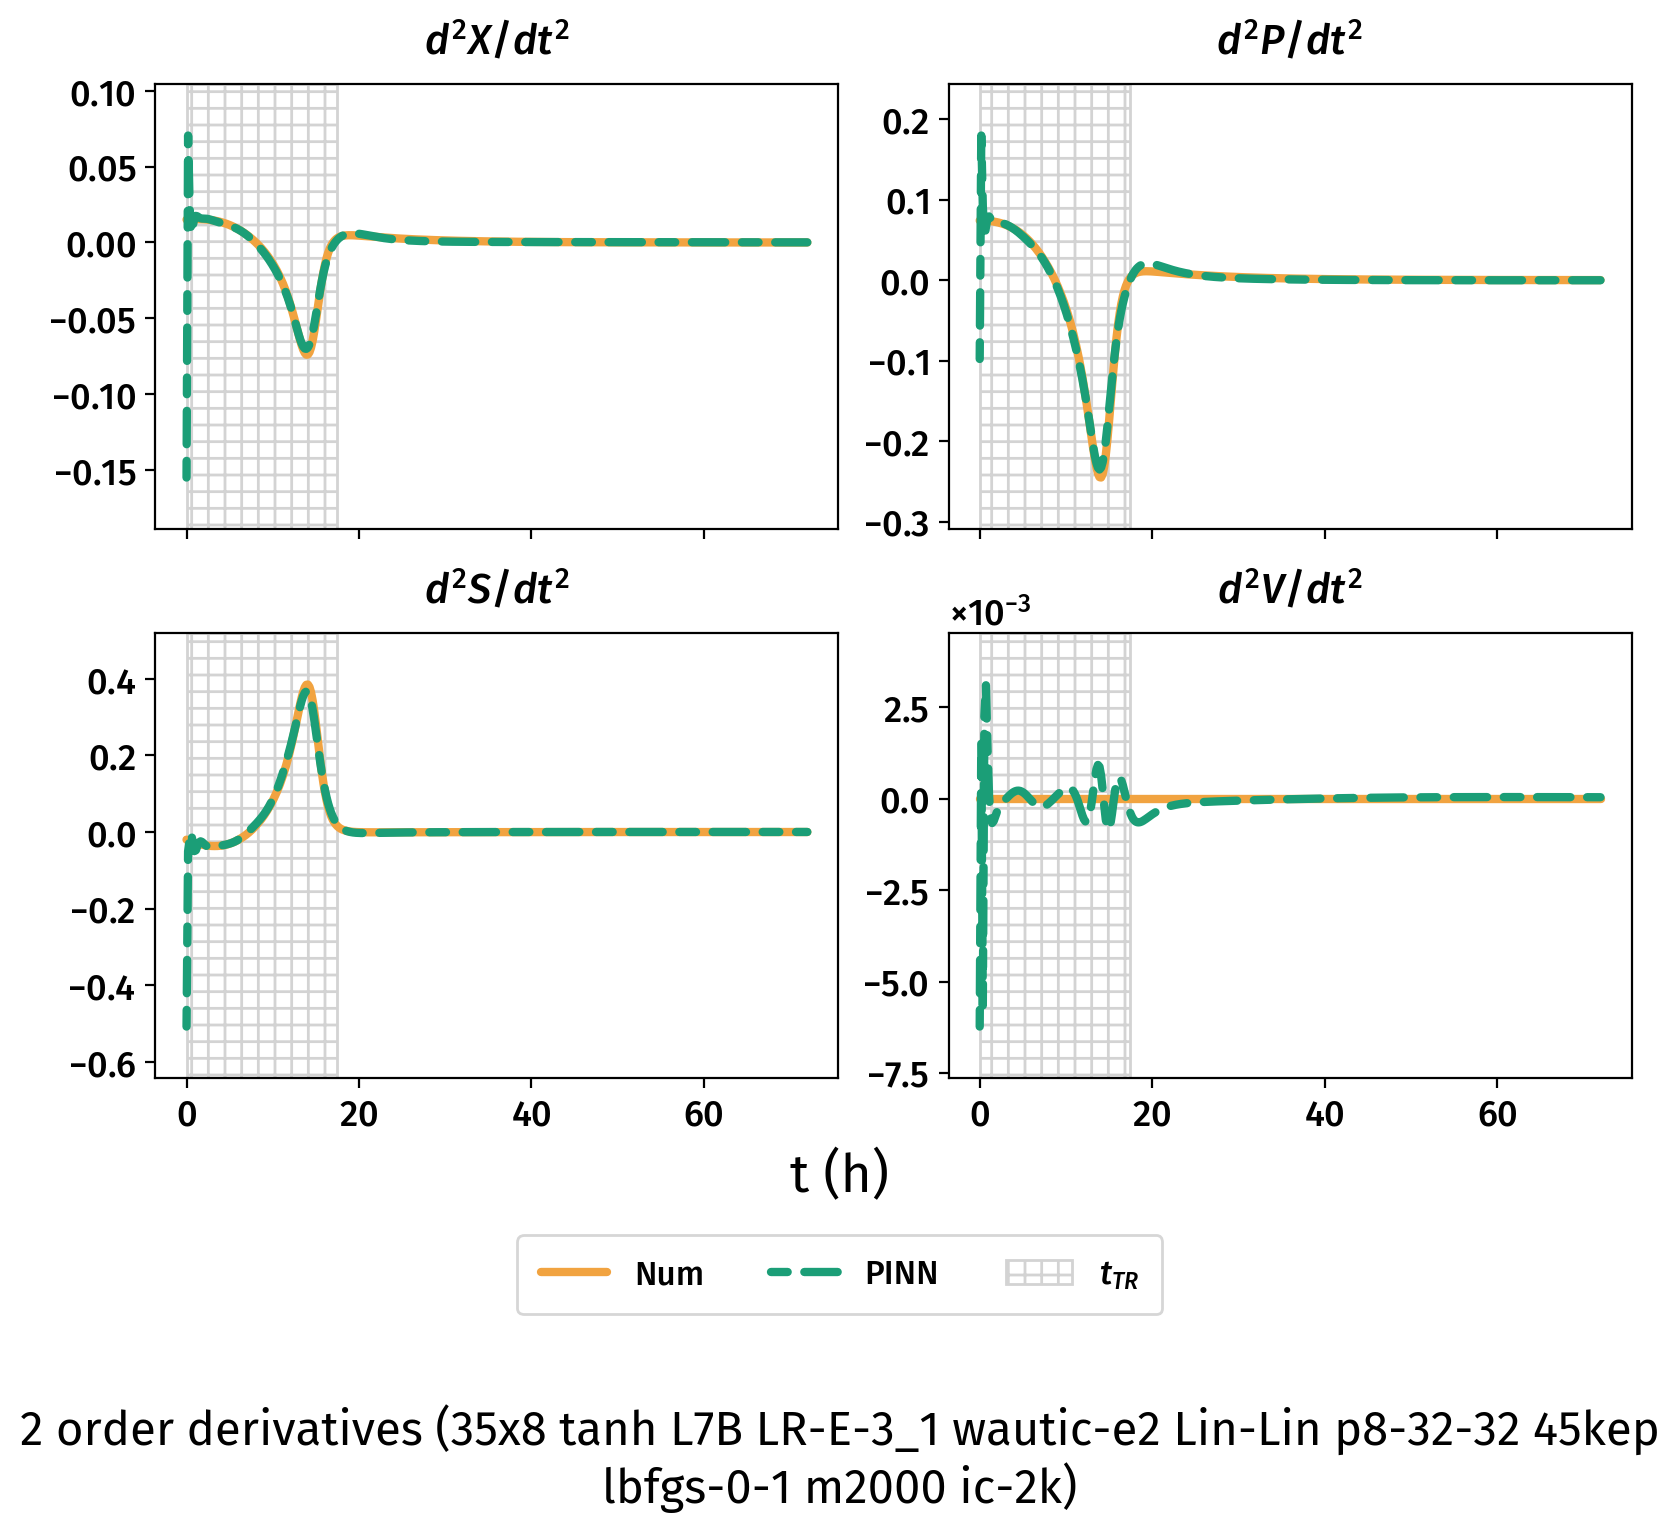 d²X/dt²
0.10
0.05
0.00
−0.05
−0.10
−0.15
d²P/dt²
0.2
0.1
0.0
−0.1
−0.2
−0.3
d²S/dt²
0.4
0.2
0.0
−0.2
−0.4
−0.6
0 20 40 60
d²V/dt²
×10⁻³
2.5
0.0
−2.5
−5.0
−7.5
0 20 40 60
t (h)
Num PINN t_TR
2 order derivatives (35x8 tanh L7B LR-E-3_1 wautic-e2 Lin-Lin p8-32-32 45kep
lbfgs-0-1 m2000 ic-2k)